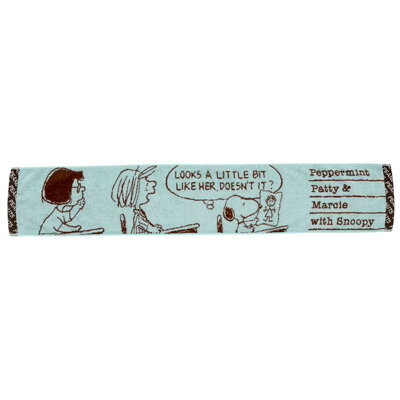 LOOKS A LITTLE BIT
LIKE HER, DOESN'T IT?
Peppermint
Patty &
Marcie
with Snoopy